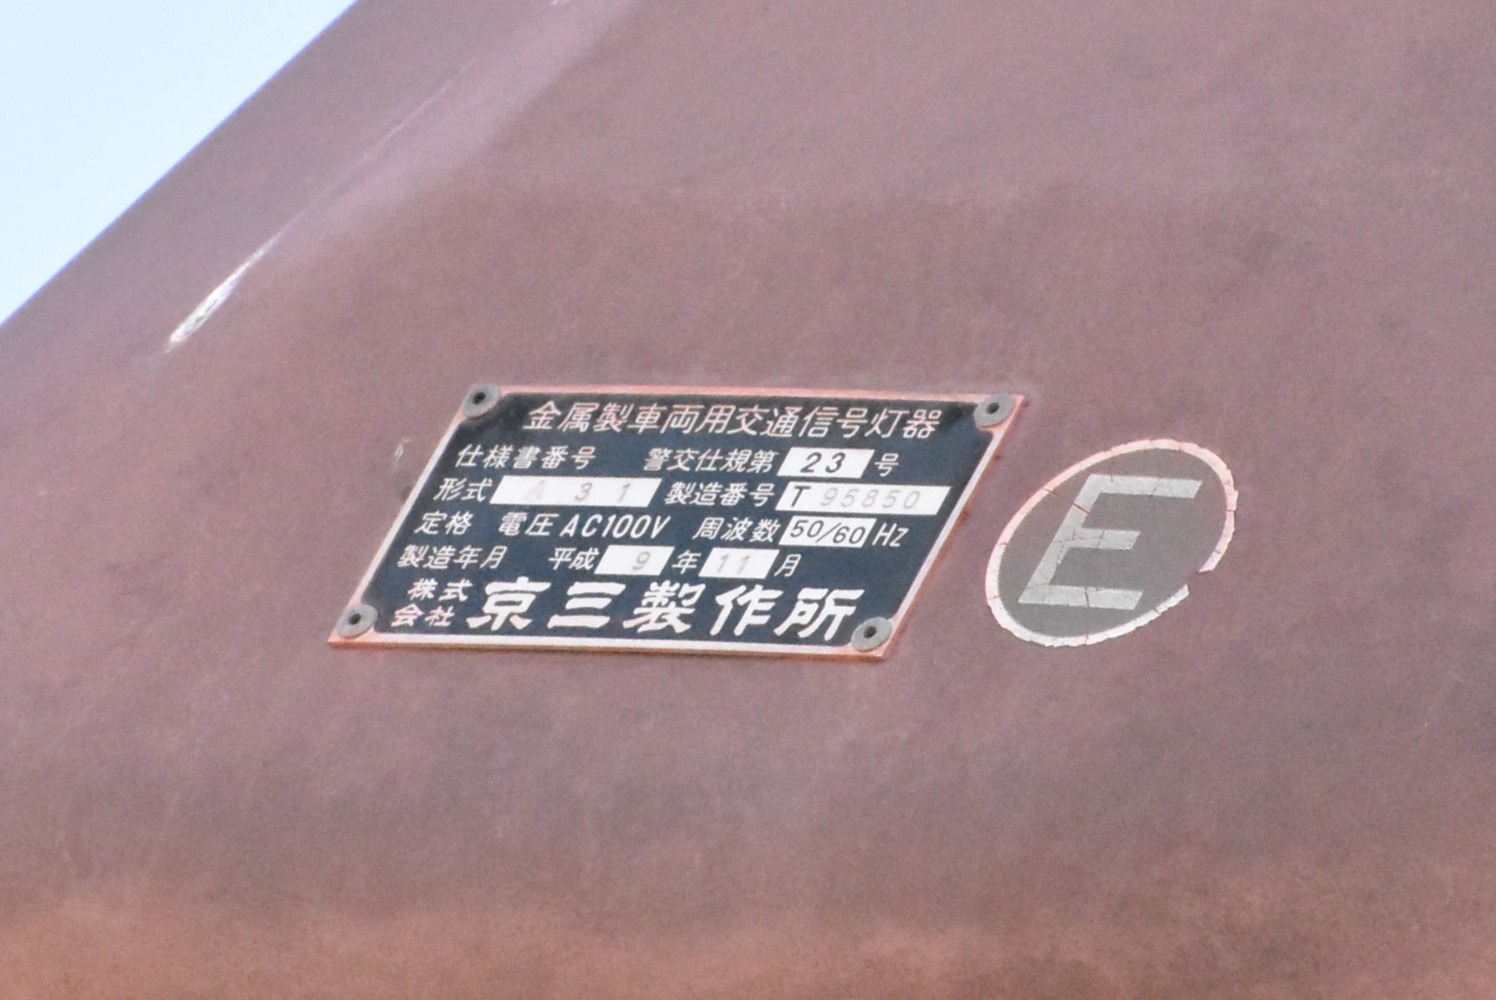 金属製車両用交通信号灯器
仕様書番号 警交仕規第 23 号
形式 A31 製造番号 T 95850
定格 電圧 AC100V 周波数 50/60 Hz
製造年月 平成 9 年 11 月
株式会社 京三製作所
E